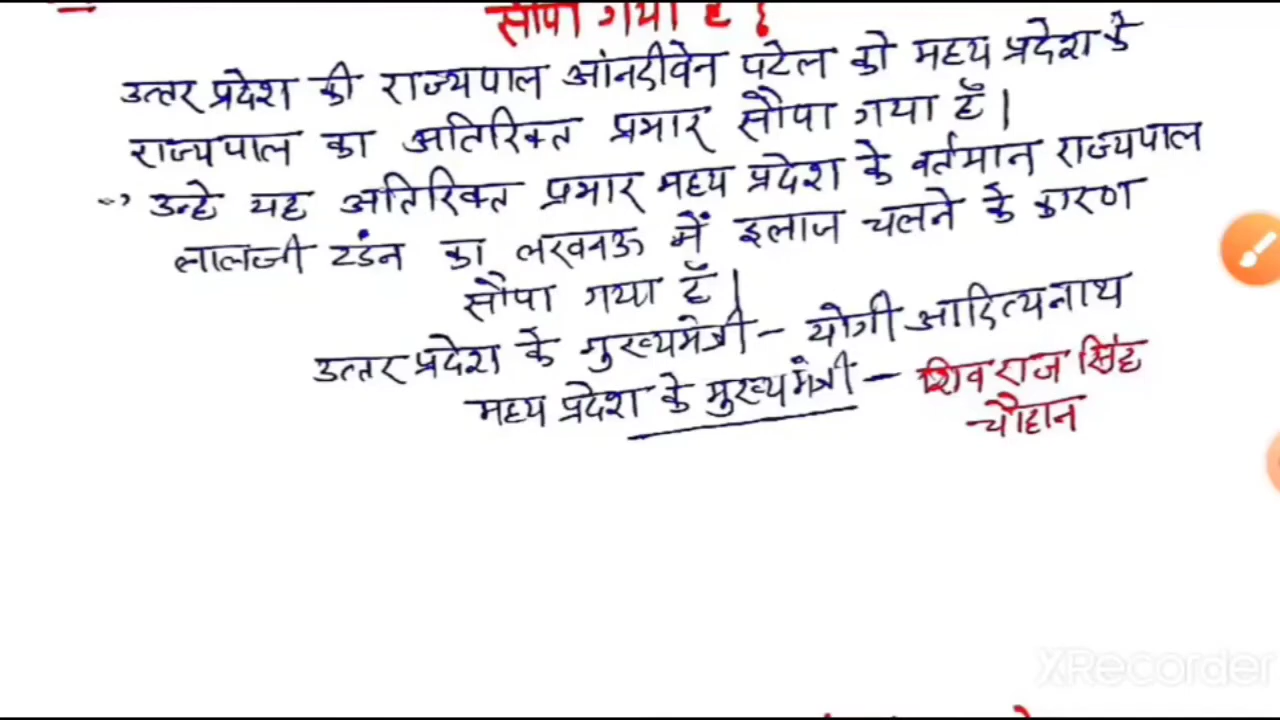 सौपा गया है ?
उत्तर प्रदेश की राज्यपाल आंनदीवेन पटेल को मध्य प्रदेश के
राज्यपाल का अतिरिक्त प्रभार सौपा गया हैं।
उन्हे यह अतिरिक्त प्रभार मध्य प्रदेश के वर्तमान राज्यपाल
लालजी टडंन का लखनऊ में इलाज चलने के कारण
सौपा गया हैं।
उत्तर प्रदेश के मुख्यमंत्री - योगी आदित्यनाथ
मध्य प्रदेश के मुख्यमंत्री - शिवराज सिंह
चौहान
XRecorder